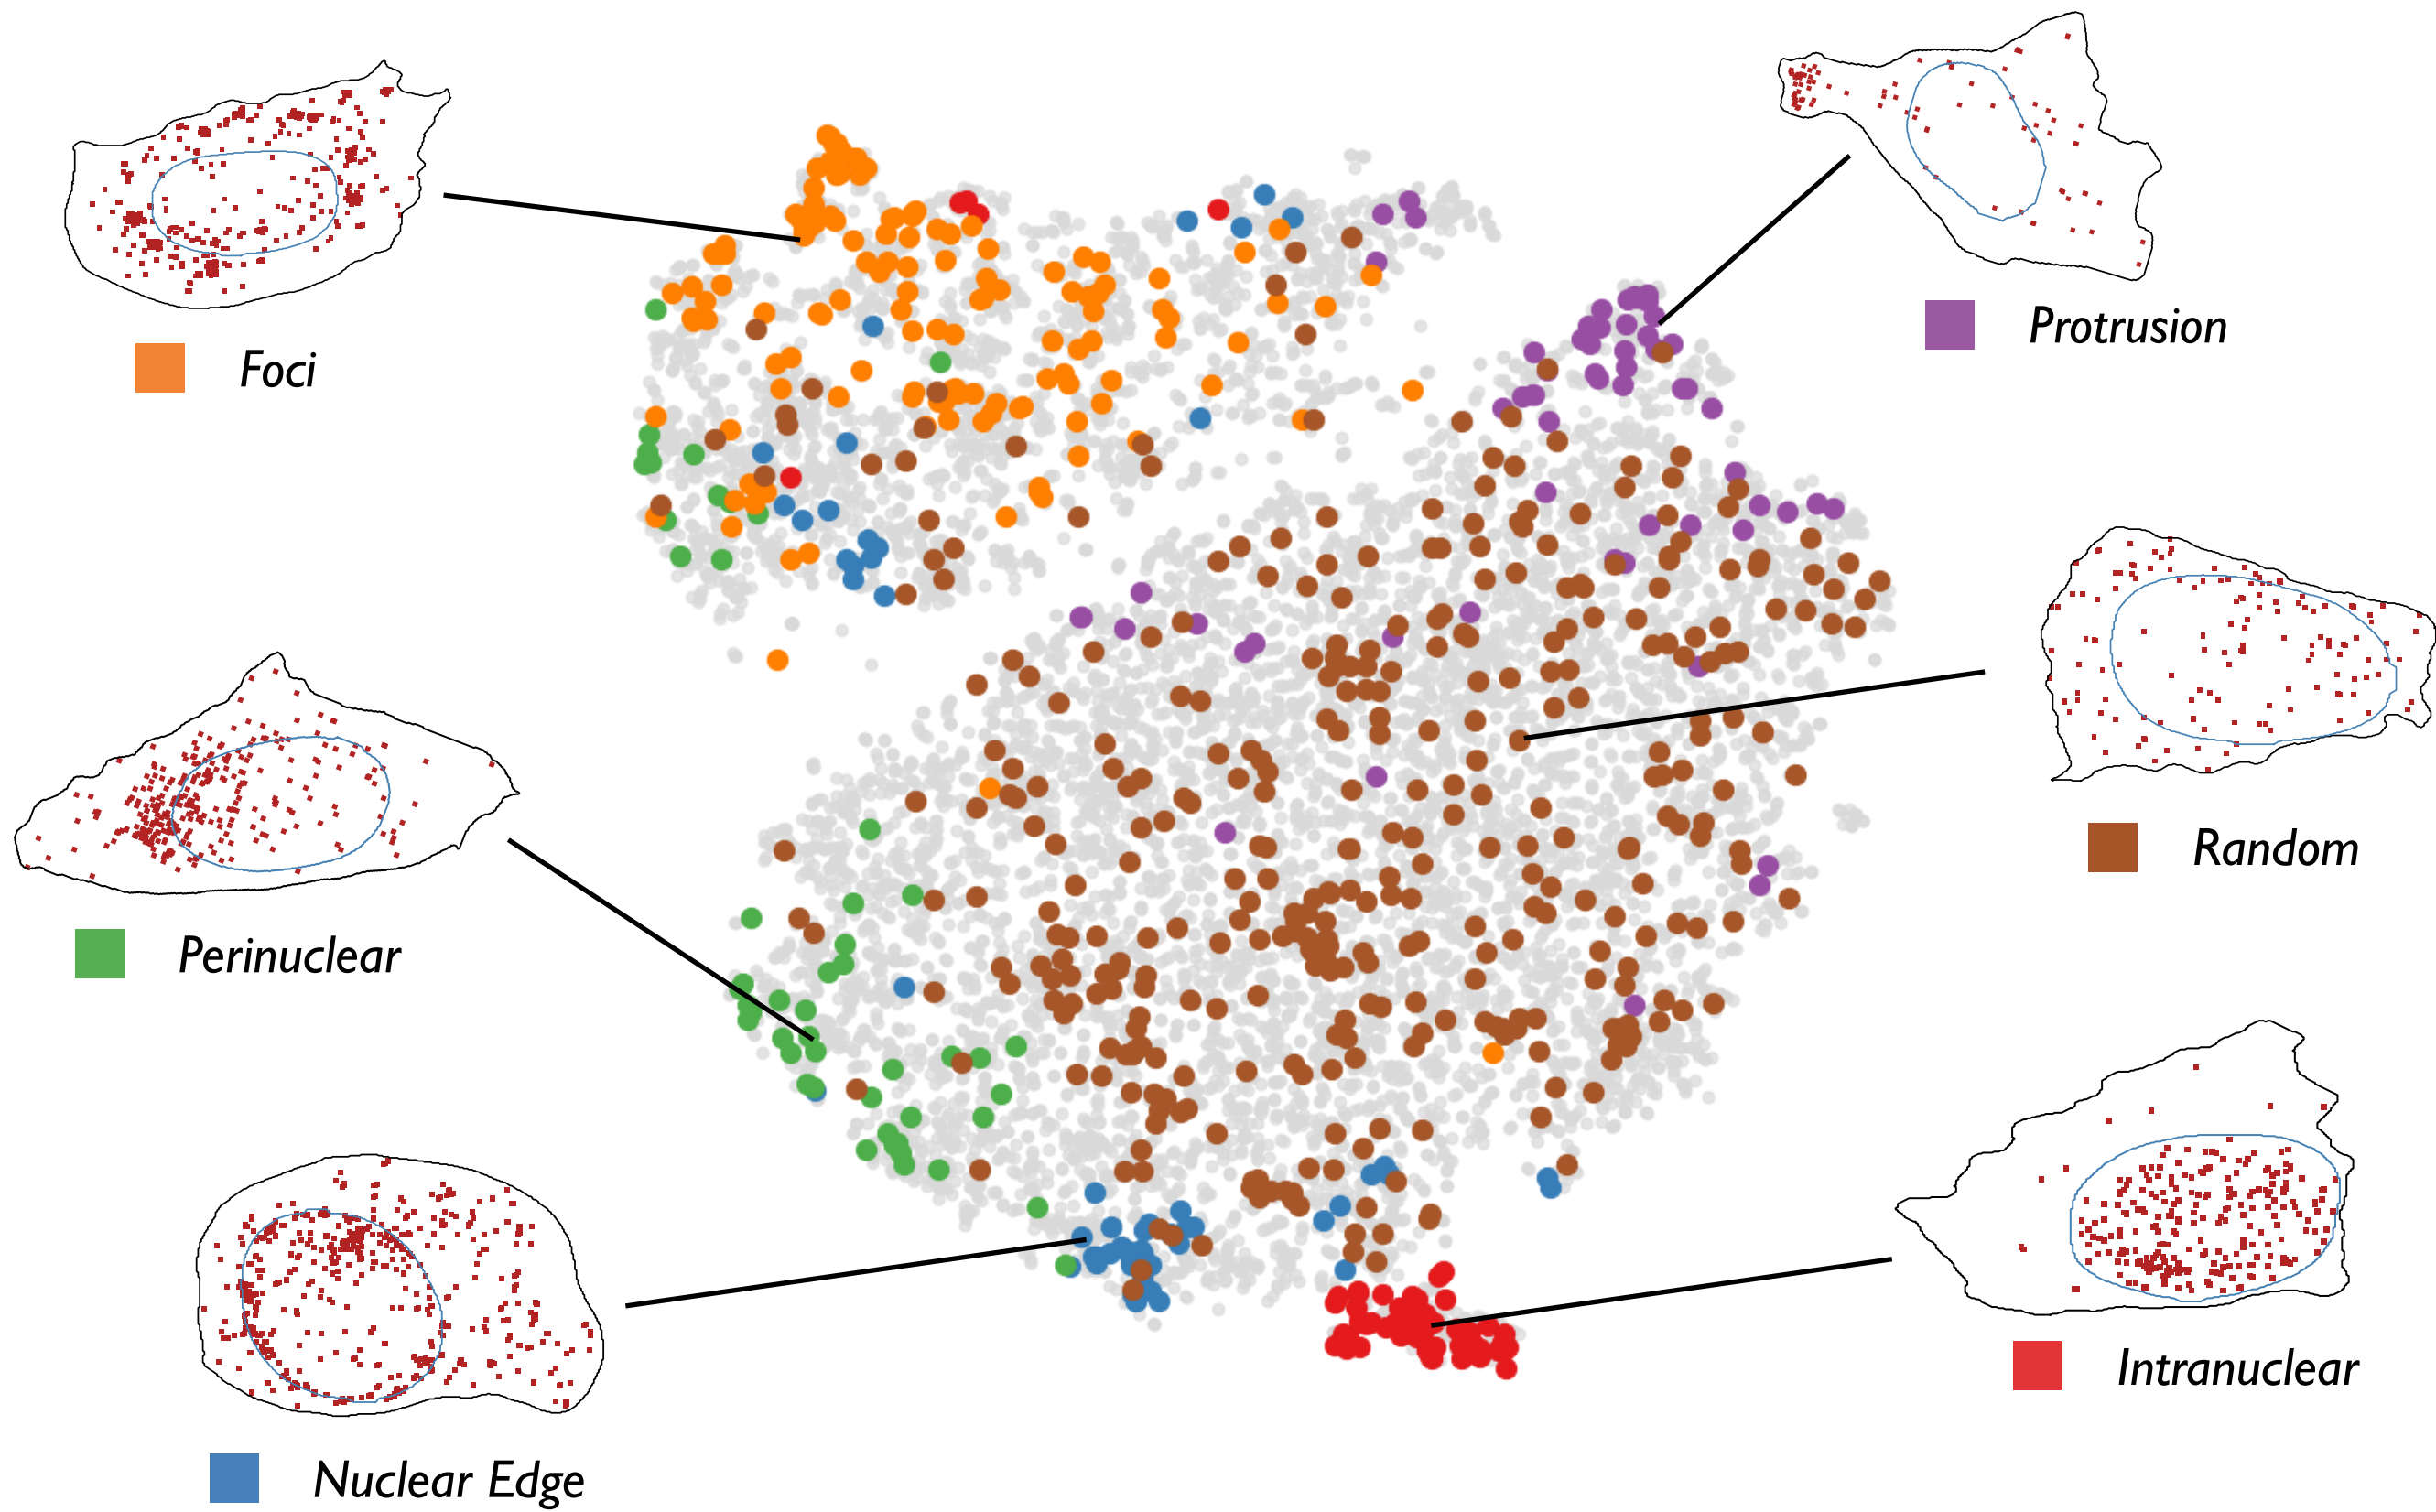 Foci
Protrusion
Random
Perinuclear
Intranuclear
Nuclear Edge